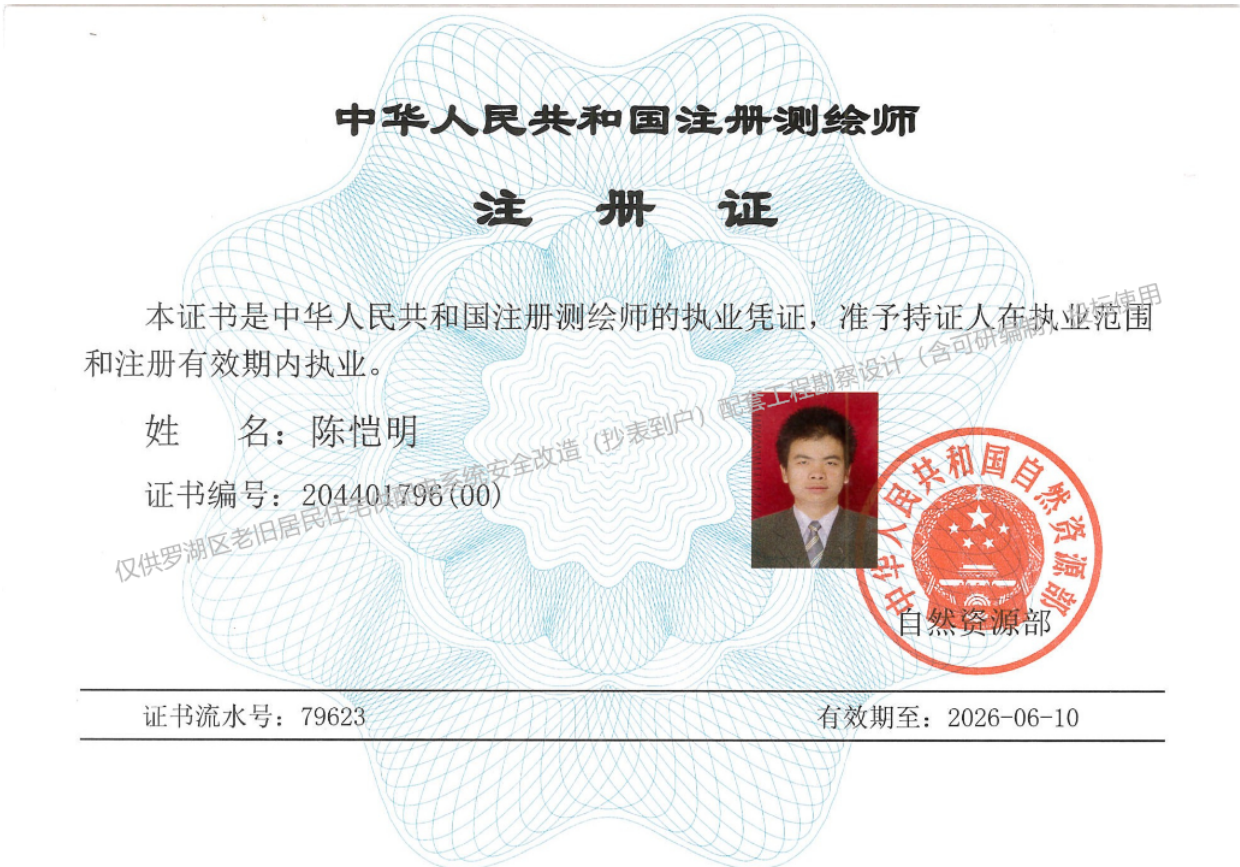 中华人民共和国注册测绘师
注 册 证
本证书是中华人民共和国注册测绘师的执业凭证，准予持证人在执业范围
和注册有效期内执业。
姓 名：陈恺明
证书编号：204401796(00)
仅供罗湖区老旧居民住宅供电系统安全改造（抄表到户）配套工程勘察设计（含可研编制）投标使用
中华人民共和国自然资源部
自然资源部
证书流水号：79623
有效期至：2026-06-10